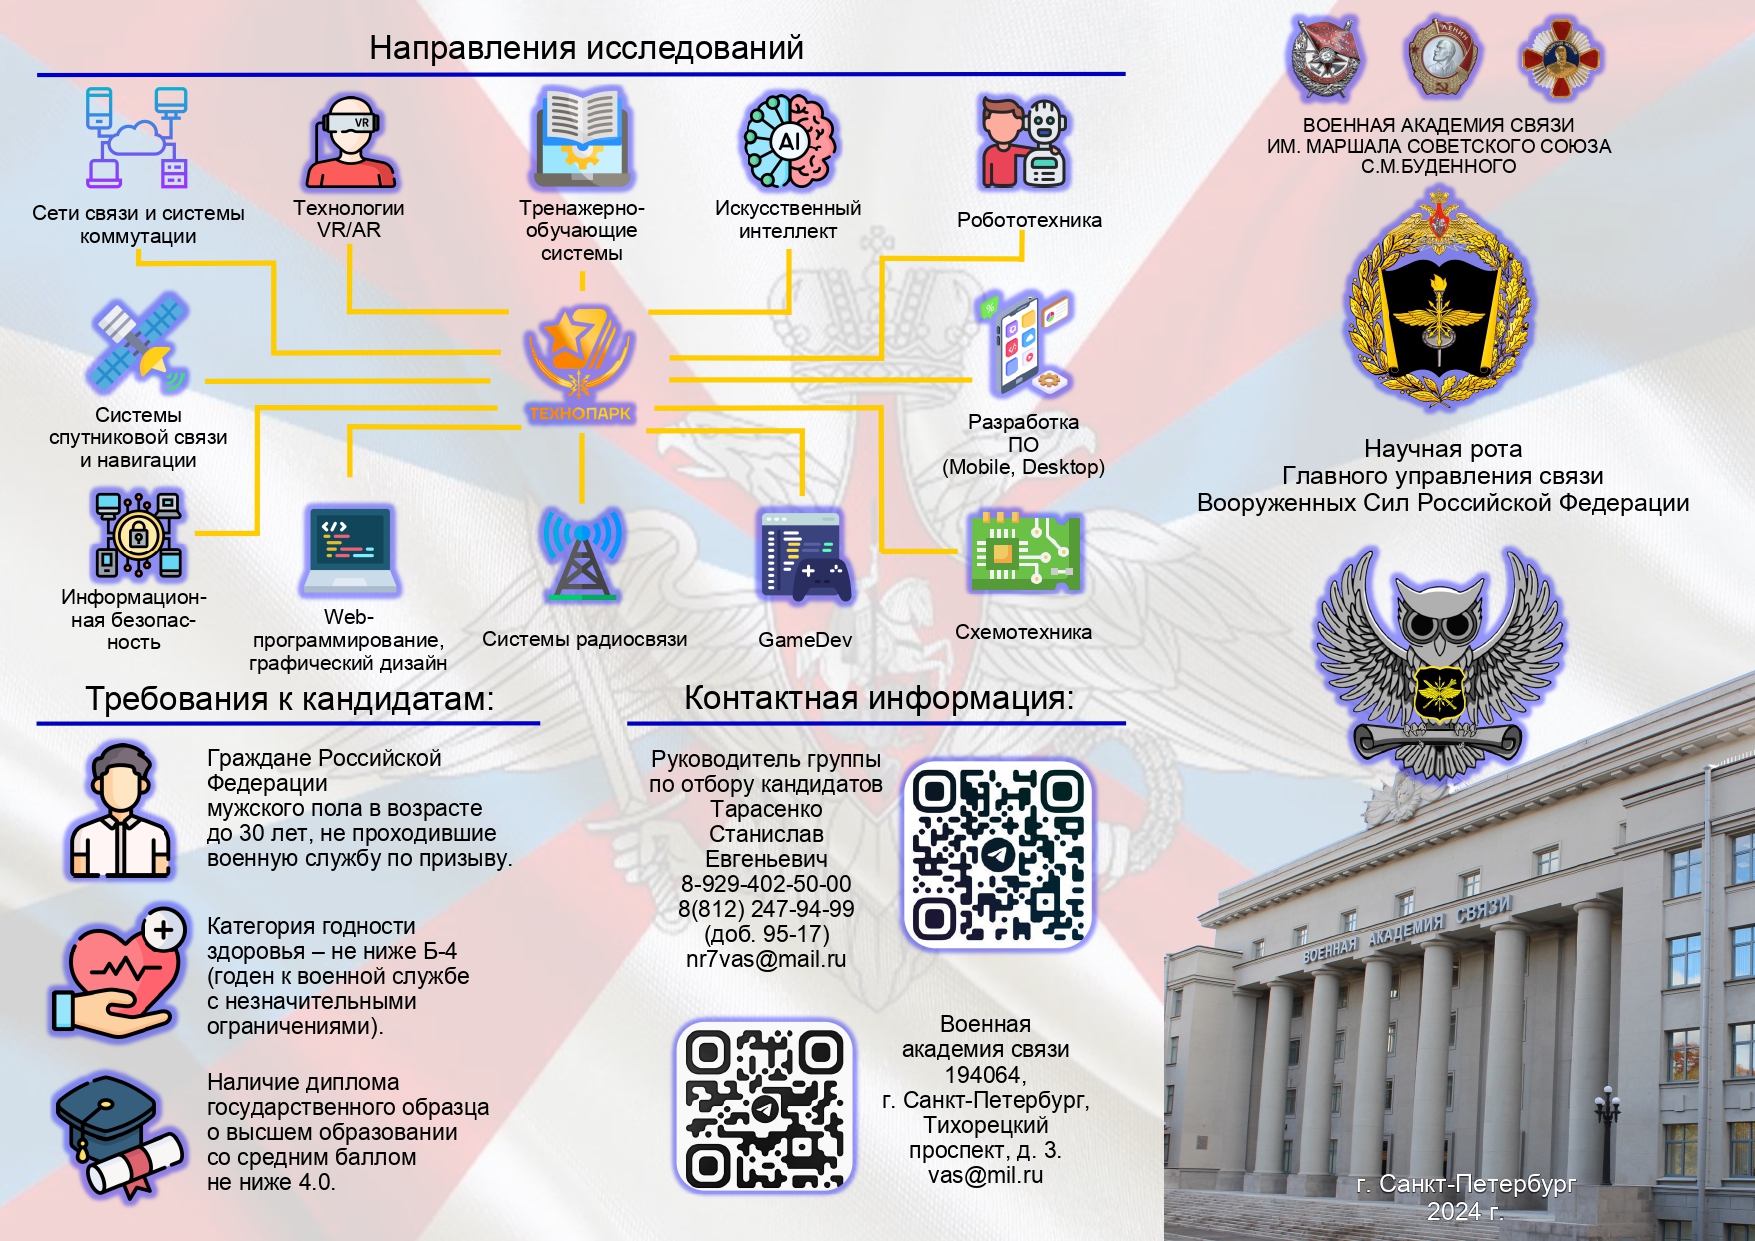 Направления исследований
VR
AI
Сети связи и системы
коммутации
Технологии
VR/AR
Тренажерно-
обучающие
системы
Искусственный
интеллект
Робототехника
ТЕХНОПАРК
Системы
спутниковой связи
и навигации
Разработка
ПО
(Mobile, Desktop)
Информацион-
ная безопас-
ность
Web-
программирование,
графический дизайн
Системы радиосвязи
GameDev
Схемотехника
Требования к кандидатам:
Граждане Российской
Федерации
мужского пола в возрасте
до 30 лет, не проходившие
военную службу по призыву.
Категория годности
здоровья – не ниже Б-4
(годен к военной службе
с незначительными
ограничениями).
Наличие диплома
государственного образца
о высшем образовании
со средним баллом
не ниже 4.0.
Контактная информация:
Руководитель группы
по отбору кандидатов
Тарасенко
Станислав
Евгеньевич
8-929-402-50-00
8(812) 247-94-99
(доб. 95-17)
nr7vas@mail.ru
Военная
академия связи
194064,
г. Санкт-Петербург,
Тихорецкий
проспект, д. 3.
vas@mil.ru
ЛЕНИН
ВОЕННАЯ АКАДЕМИЯ СВЯЗИ
ИМ. МАРШАЛА СОВЕТСКОГО СОЮЗА
С.М.БУДЕННОГО
Научная рота
Главного управления связи
Вооруженных Сил Российской Федерации
ВОЕННАЯ АКАДЕМИЯ СВЯЗИ
г. Санкт-Петербург
2024 г.